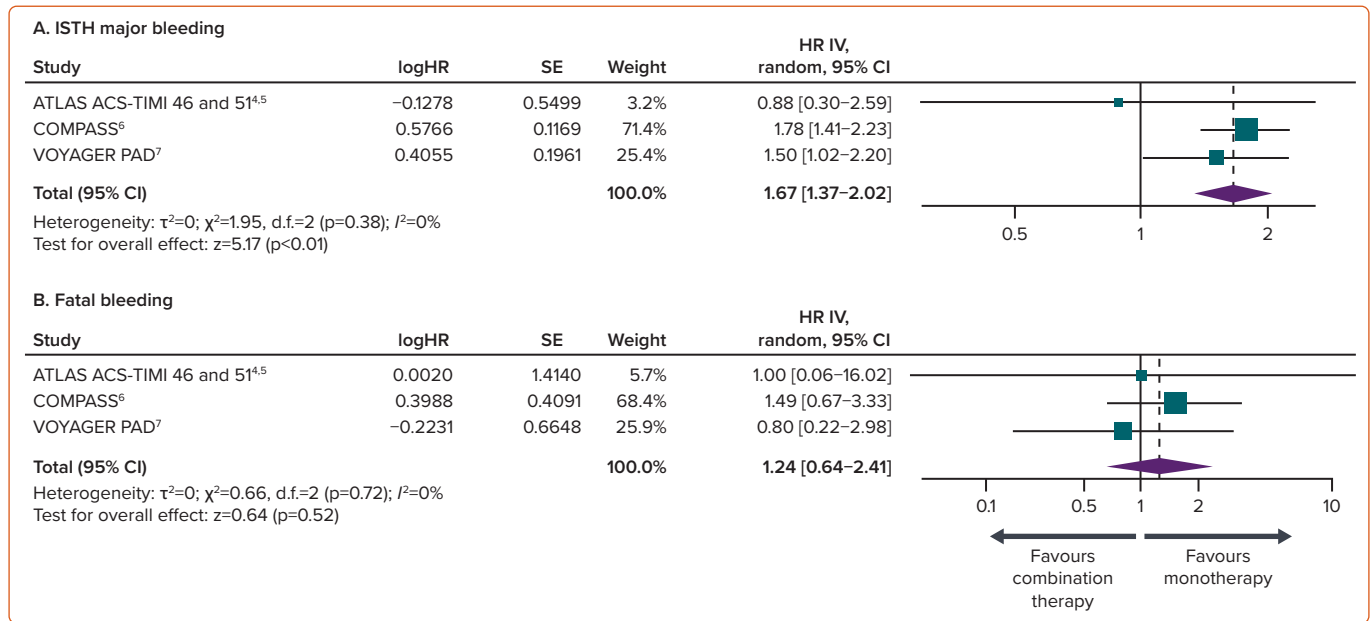 A. ISTH major bleeding
HR IV,
Study logHR SE Weight random, 95% CI
ATLAS ACS-TIMI 46 and 51⁴,⁵ −0.1278 0.5499 3.2% 0.88 [0.30−2.59]
COMPASS⁶ 0.5766 0.1169 71.4% 1.78 [1.41−2.23]
VOYAGER PAD⁷ 0.4055 0.1961 25.4% 1.50 [1.02−2.20]
Total (95% CI) 100.0% 1.67 [1.37−2.02]
Heterogeneity: τ²=0; χ²=1.95, d.f.=2 (p=0.38); I²=0%
Test for overall effect: z=5.17 (p<0.01)
0.5 1 2
B. Fatal bleeding
HR IV,
Study logHR SE Weight random, 95% CI
ATLAS ACS-TIMI 46 and 51⁴,⁵ 0.0020 1.4140 5.7% 1.00 [0.06−16.02]
COMPASS⁶ 0.3988 0.4091 68.4% 1.49 [0.67−3.33]
VOYAGER PAD⁷ −0.2231 0.6648 25.9% 0.80 [0.22−2.98]
Total (95% CI) 100.0% 1.24 [0.64−2.41]
Heterogeneity: τ²=0; χ²=0.66, d.f.=2 (p=0.72); I²=0%
Test for overall effect: z=0.64 (p=0.52)
0.1 0.5 1 2 10
Favours
combination
therapy
Favours
monotherapy